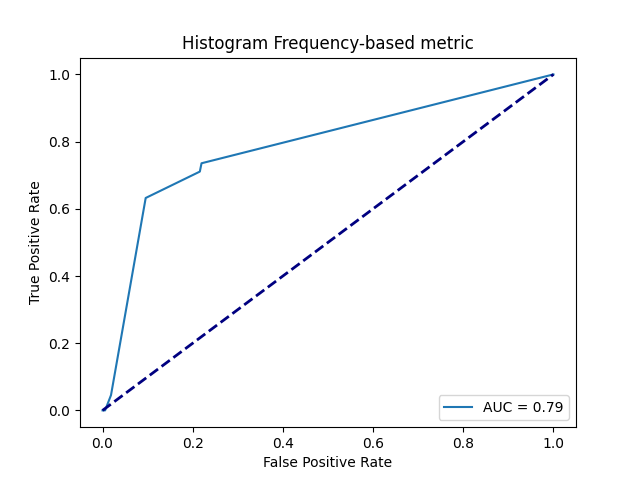 Histogram Frequency-based metric
True Positive Rate
1.0
0.8
0.6
0.4
0.2
0.0
AUC = 0.79
0.0 0.2 0.4 0.6 0.8 1.0
False Positive Rate